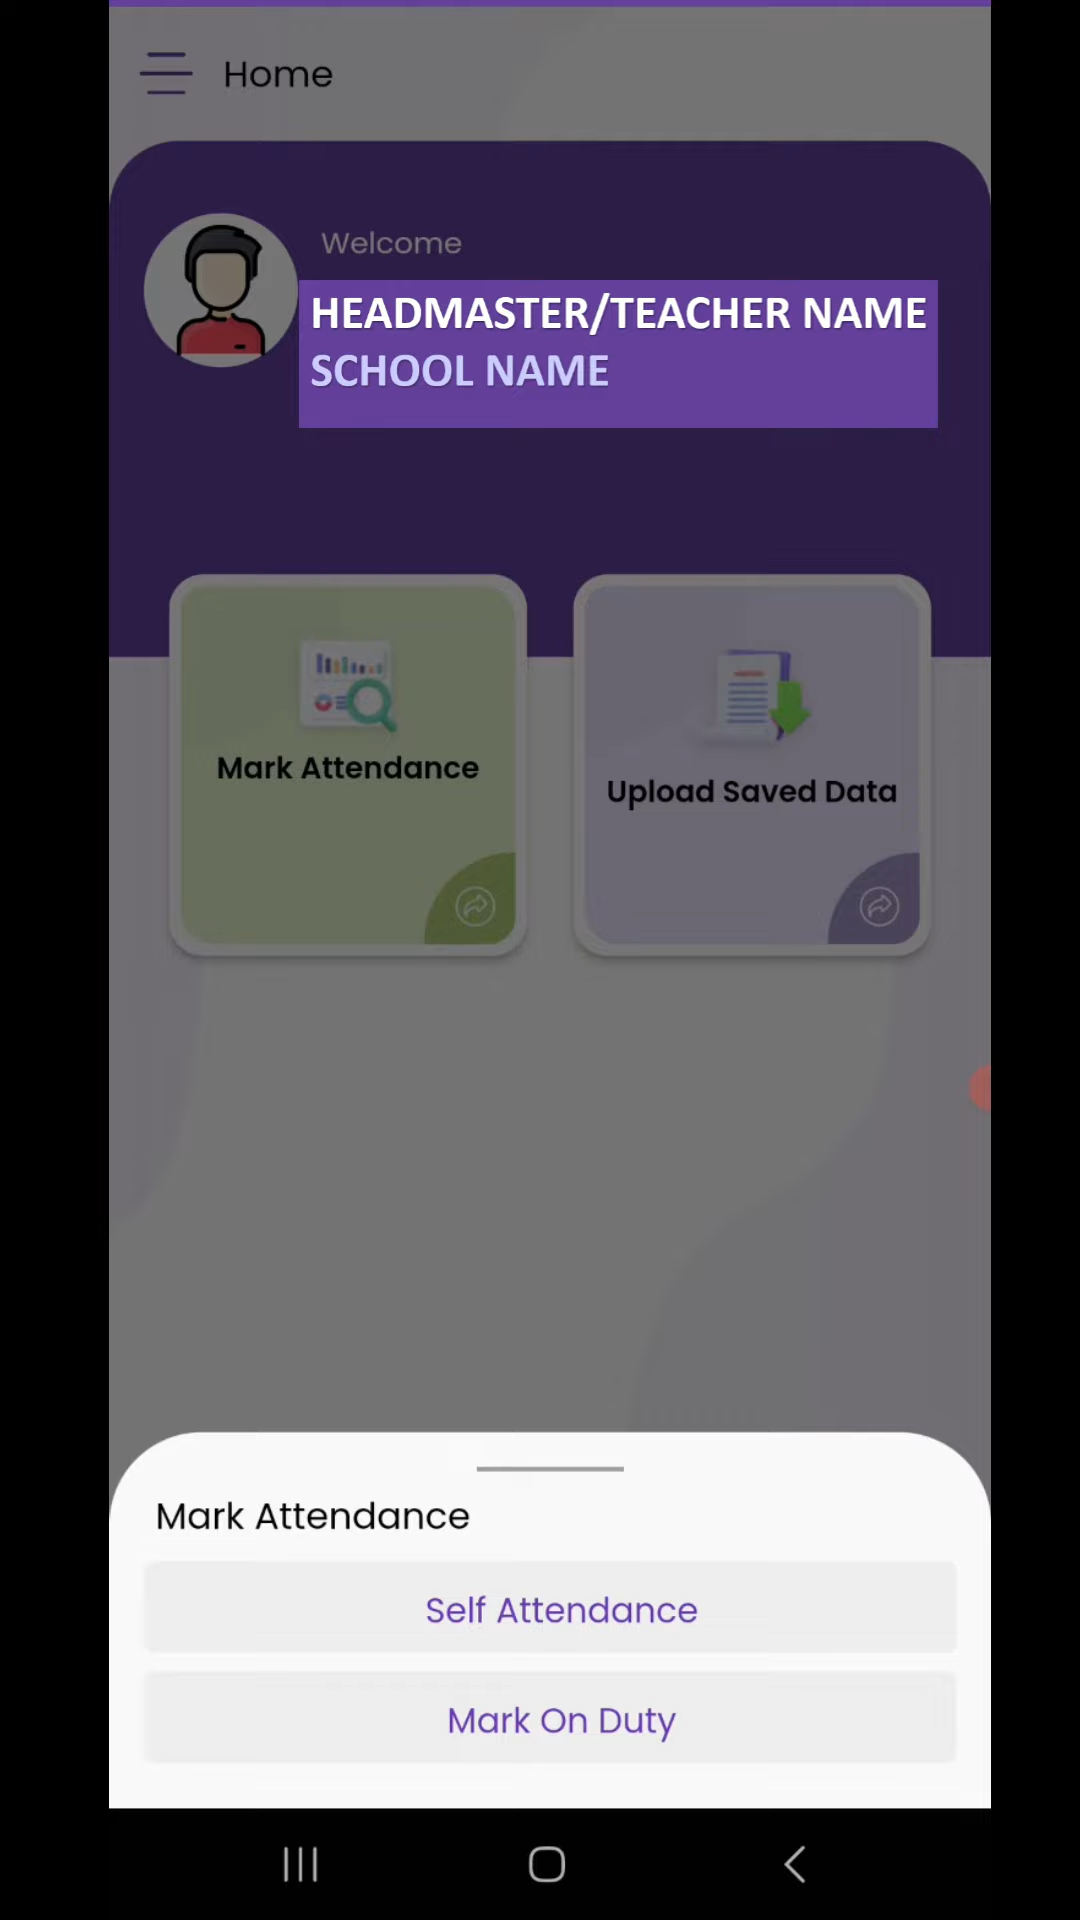 Home
Welcome
HEADMASTER/TEACHER NAME
SCHOOL NAME
Mark Attendance
Upload Saved Data
Mark Attendance
Self Attendance
Mark On Duty